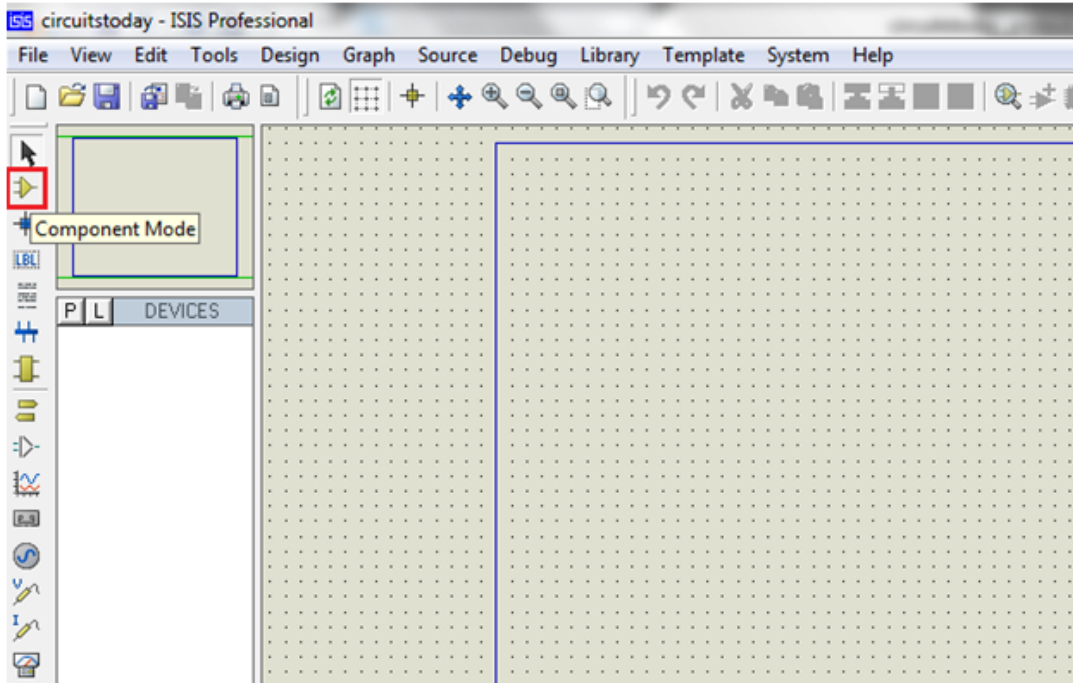 isis circuitstoday - ISIS Professional
File View Edit Tools Design Graph Source Debug Library Template System Help
Component Mode
LBL
P L DEVICES
V
I